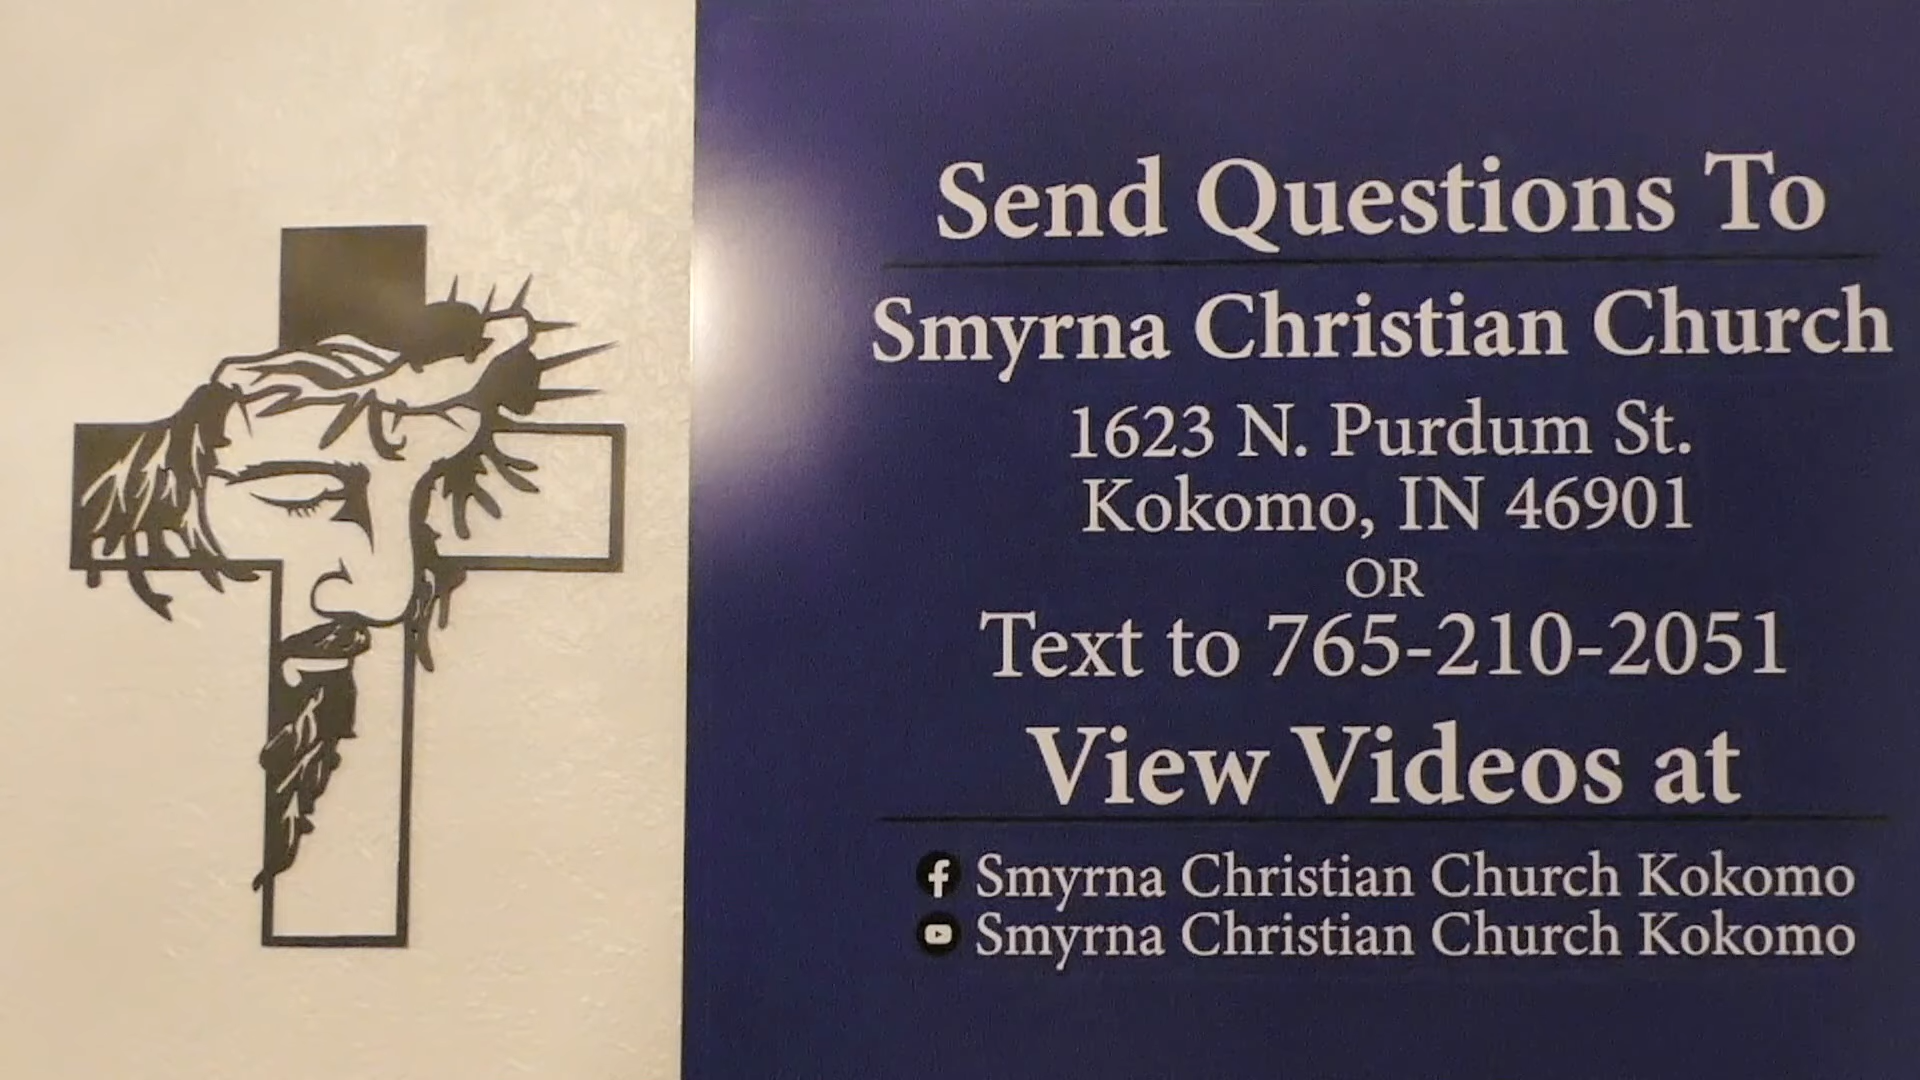 Send Questions To
Smyrna Christian Church
1623 N. Purdum St.
Kokomo, IN 46901
OR
Text to 765-210-2051
View Videos at
Smyrna Christian Church Kokomo
Smyrna Christian Church Kokomo